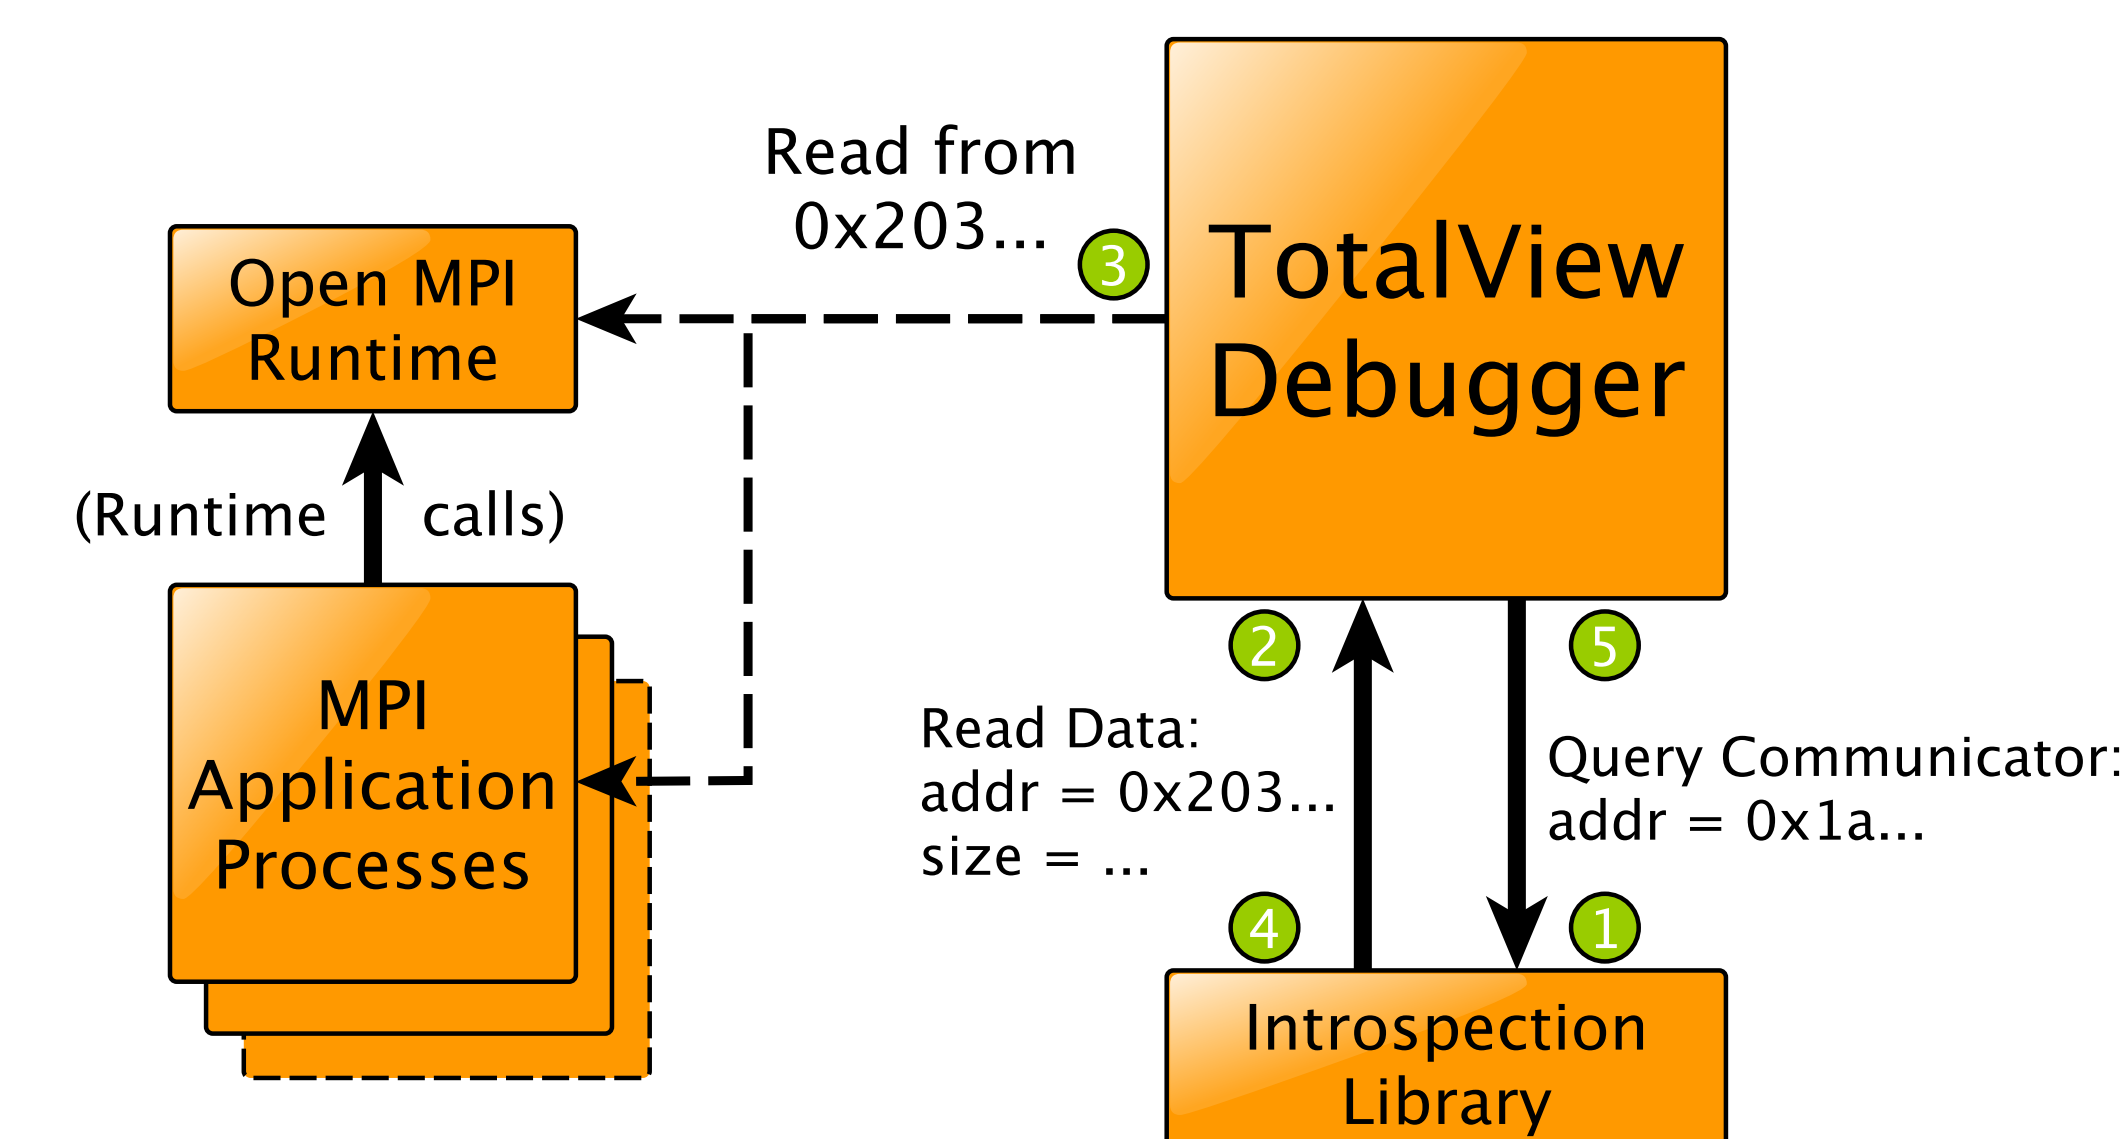 Read from
0x203...
3
TotalView
Debugger
Open MPI
Runtime
(Runtime calls)
MPI
Application
Processes
2
5
Read Data:
addr = 0x203...
size = ...
Query Communicator:
addr = 0x1a...
4
1
Introspection
Library